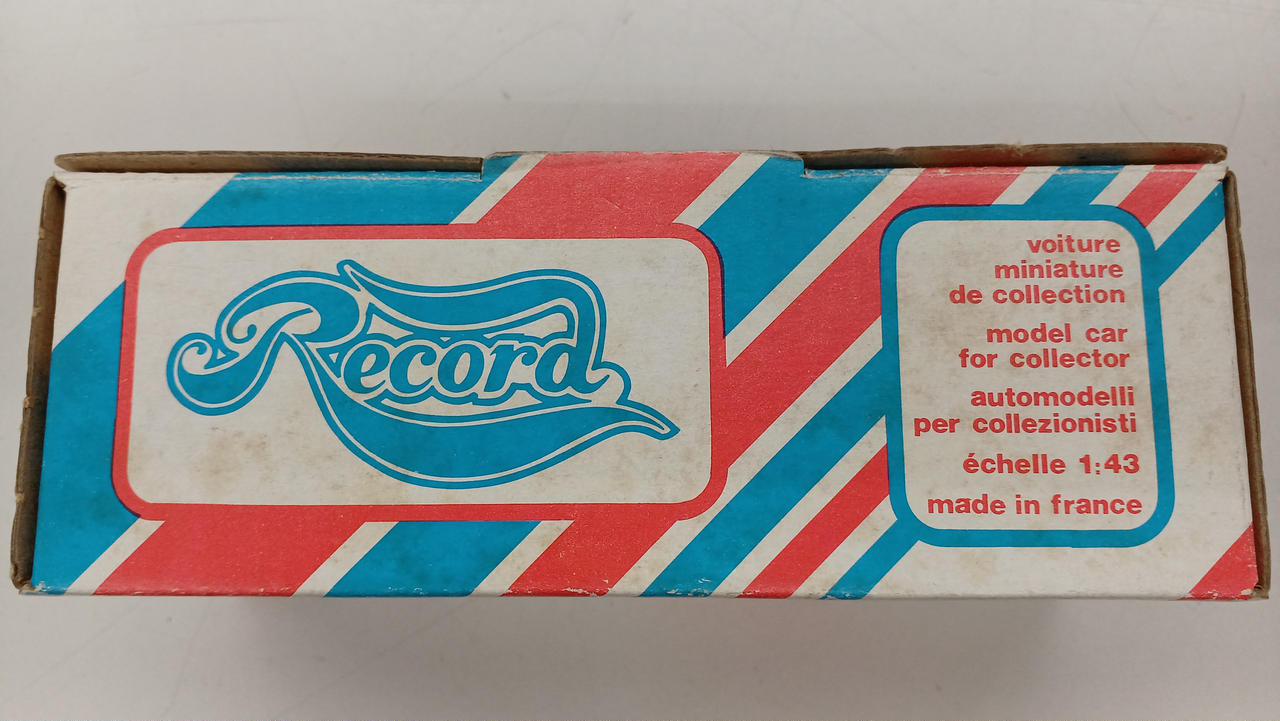 Record
voiture
miniature
de collection
model car
for collector
automodelli
per collezionisti
échelle 1:43
made in france